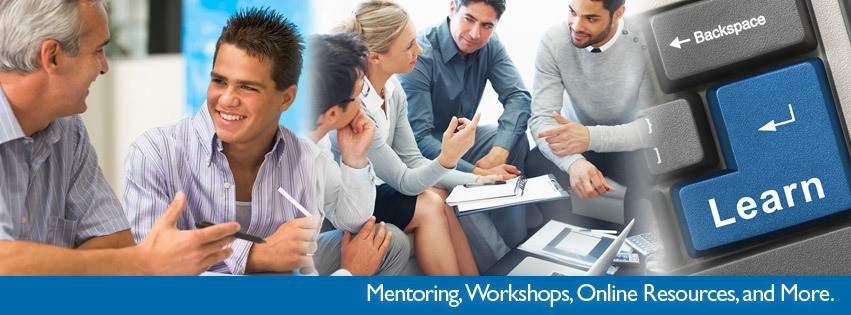 ← Backspace
Learn
Mentoring, Workshops, Online Resources, and More.